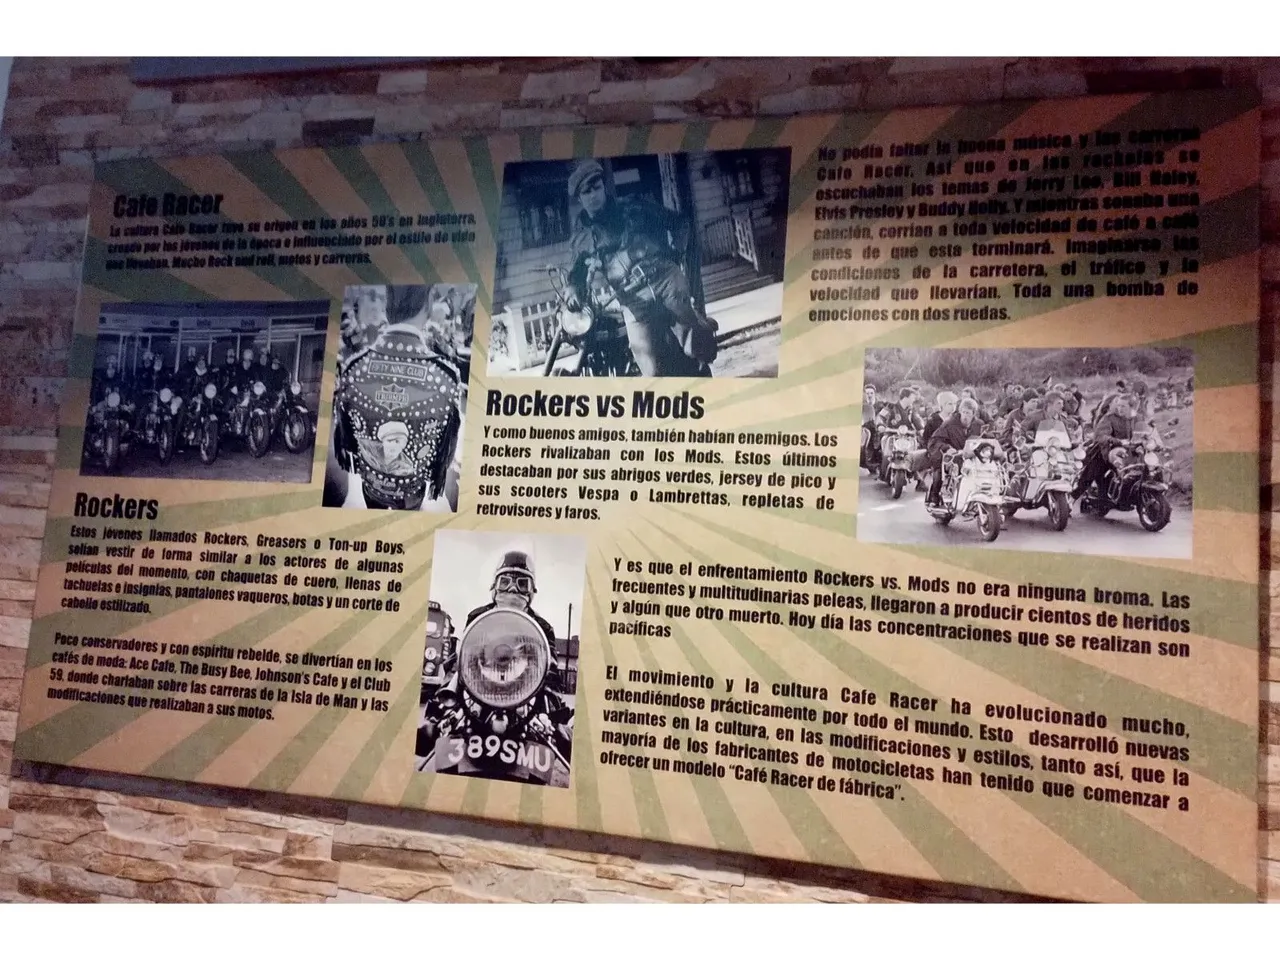 Cafe Racer
La cultura Cafe Racer tuvo su origen en los años 50's en Inglaterra,
creado por los jóvenes de la época e influenciado por el estilo de vida
que llevaban. Mucho Rock and roll, motos y carreras.
FIFTY NINE CLUB
TRIUMPH
Rockers
Estos jóvenes llamados Rockers, Greasers o Ton-up Boys,
solían vestir de forma similar a los actores de algunas
películas del momento, con chaquetas de cuero, llenas de
tachuelas e insignias, pantalones vaqueros, botas y un corte de
cabello estilizado.
Poco conservadores y con espíritu rebelde, se divertían en los
cafés de moda: Ace Cafe, The Busy Bee, Johnson's Cafe y el Club
59, donde charlaban sobre las carreras de la Isla de Man y las
modificaciones que realizaban a sus motos.
Rockers vs Mods
Y como buenos amigos, también habían enemigos. Los
Rockers rivalizaban con los Mods. Estos últimos
destacaban por sus abrigos verdes, jersey de pico y
sus scooters Vespa o Lambrettas, repletas de
retrovisores y faros.
389SMU
No podía faltar la buena música y las carreras
Cafe Racer. Así que en las rockolas se
escuchaban los temas de Jerry Lee, Bill Haley,
Elvis Presley y Buddy Holly. Y mientras sonaba una
canción, corrían a toda velocidad de café a café
antes de que esta terminará. Imaginarse las
condiciones de la carretera, el tráfico y la
velocidad que llevarían. Toda una bomba de
emociones con dos ruedas.
Y es que el enfrentamiento Rockers vs. Mods no era ninguna broma. Las
frecuentes y multitudinarias peleas, llegaron a producir cientos de heridos
y algún que otro muerto. Hoy día las concentraciones que se realizan son
pacíficas
El movimiento y la cultura Cafe Racer ha evolucionado mucho,
extendiéndose prácticamente por todo el mundo. Esto desarrolló nuevas
variantes en la cultura, en las modificaciones y estilos, tanto así, que la
mayoría de los fabricantes de motocicletas han tenido que comenzar a
ofrecer un modelo "Café Racer de fábrica".